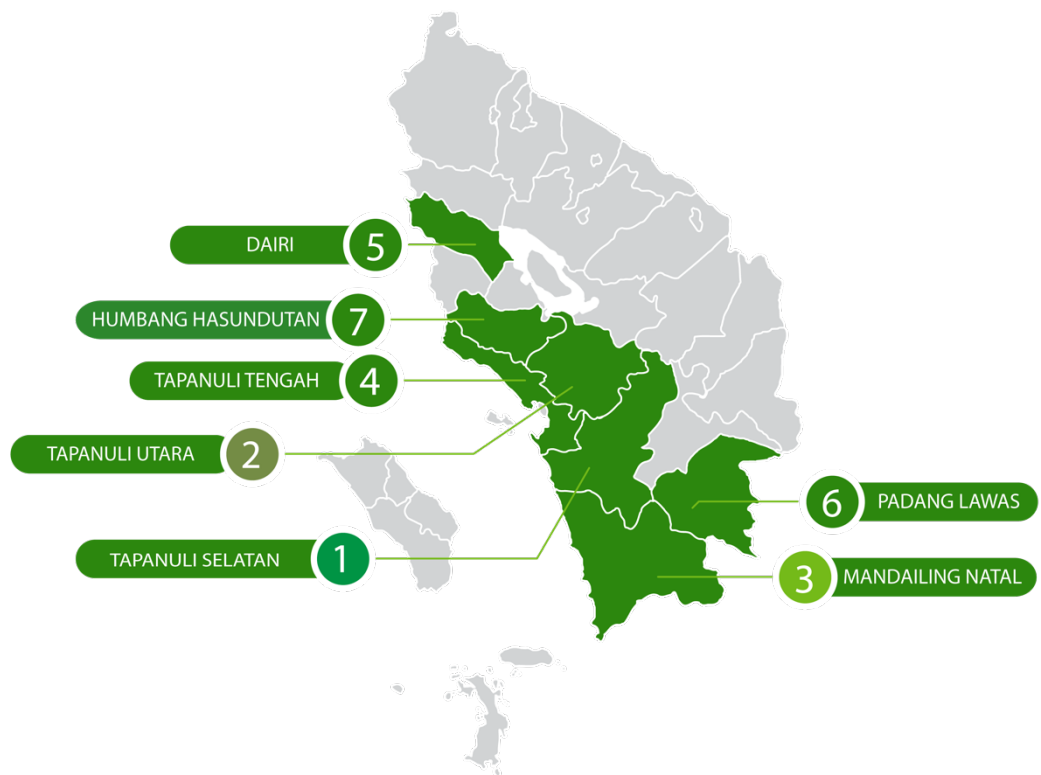 DAIRI 5
HUMBANG HASUNDUTAN 7
TAPANULI TENGAH 4
TAPANULI UTARA 2
6 PADANG LAWAS
TAPANULI SELATAN 1
3 MANDAILING NATAL